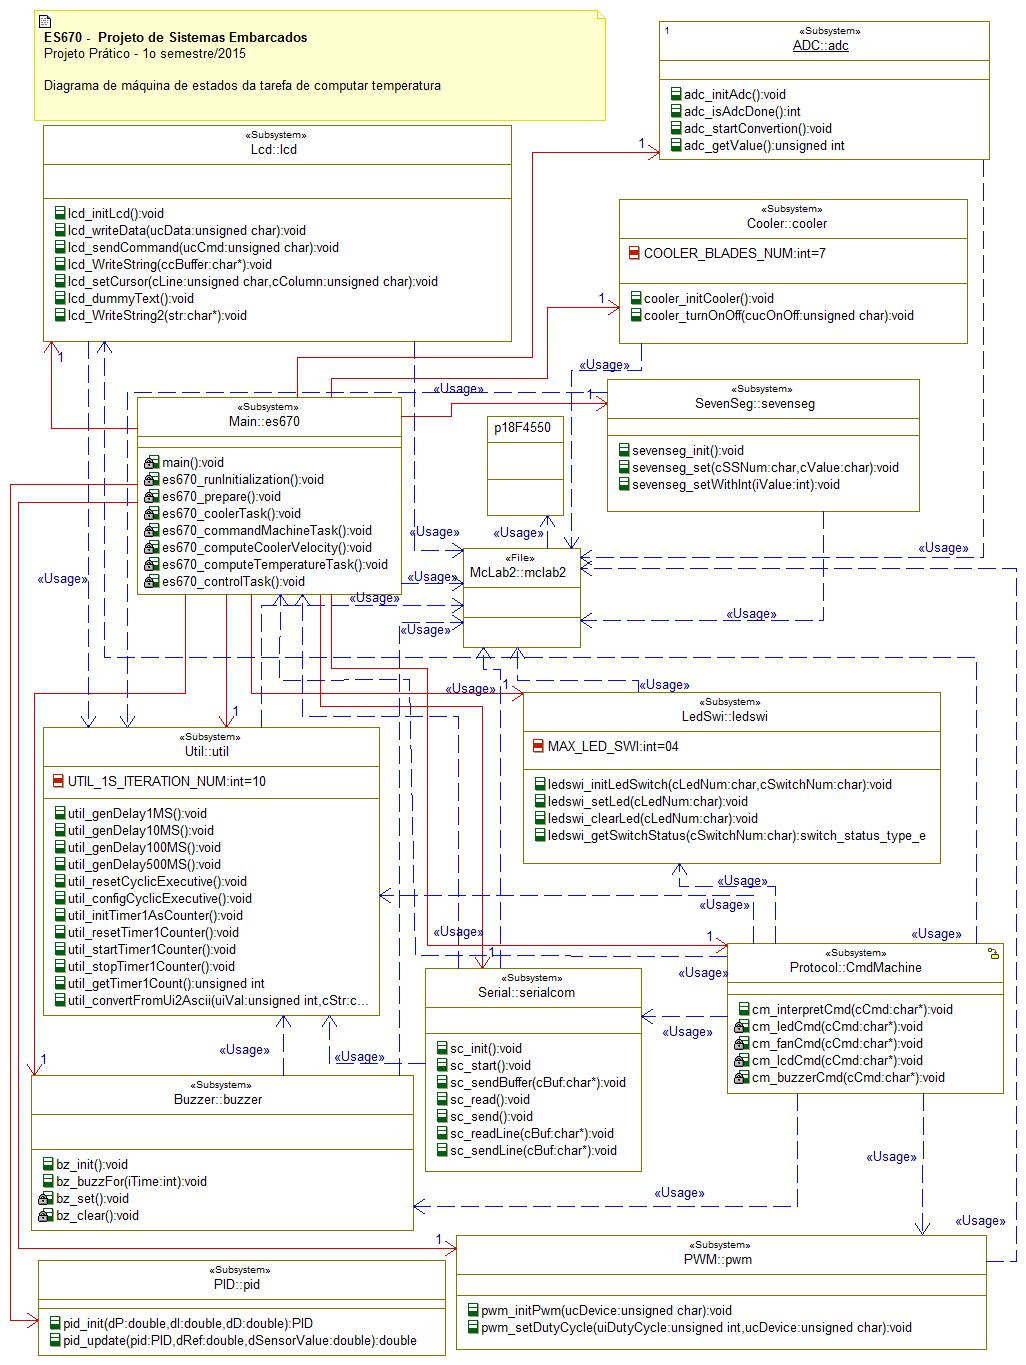 ES670 - Projeto de Sistemas Embarcados
Projeto Prático - 1o semestre/2015
Diagrama de máquina de estados da tarefa de computar temperatura
1
«Subsystem»
ADC::adc
adc_initAdc():void
adc_isAdcDone():int
adc_startConvertion():void
adc_getValue():unsigned int
1
«Subsystem»
Lcd::lcd
lcd_initLcd():void
lcd_writeData(ucData:unsigned char):void
lcd_sendCommand(ucCmd:unsigned char):void
lcd_WriteString(ccBuffer:char*):void
lcd_setCursor(cLine:unsigned char,cColumn:unsigned char):void
lcd_dummyText():void
lcd_WriteString2(str:char*):void
1
«Subsystem»
Cooler::cooler
COOLER_BLADES_NUM:int=7
cooler_initCooler():void
cooler_turnOnOff(cucOnOff:unsigned char):void
1
«Usage»
«Usage»
1
«Subsystem»
SevenSeg::sevenseg
sevenseg_init():void
sevenseg_set(cSSNum:char,cValue:char):void
sevenseg_setWithInt(iValue:int):void
«Subsystem»
Main::es670
main():void
es670_runInitialization():void
es670_prepare():void
es670_coolerTask():void
es670_commandMachineTask():void
es670_computeCoolerVelocity():void
es670_computeTemperatureTask():void
es670_controlTask():void
p18F4550
«Usage»
«Usage»
«Usage»
«File»
McLab2::mclab2
«Usage»
«Usage»
«Usage»
«Usage»
«Usage»
«Usage»
1
«Usage»
«Subsystem»
LedSwi::ledswi
MAX_LED_SWI:int=04
ledswi_initLedSwitch(cLedNum:char,cSwitchNum:char):void
ledswi_setLed(cLedNum:char):void
ledswi_clearLed(cLedNum:char):void
ledswi_getSwitchStatus(cSwitchNum:char):switch_status_type_e
1
«Subsystem»
Util::util
UTIL_1S_ITERATION_NUM:int=10
util_genDelay1MS():void
util_genDelay10MS():void
util_genDelay100MS():void
util_genDelay500MS():void
util_resetCyclicExecutive():void
util_configCyclicExecutive():void
util_initTimer1AsCounter():void
util_resetTimer1Counter():void
util_startTimer1Counter():void
util_stopTimer1Counter():void
util_getTimer1Count():unsigned int
util_convertFromUi2Ascii(uiVal:unsigned int,cStr:c...
«Usage»
«Usage»
«Usage»
«Usage»
1
1
«Subsystem»
Protocol::CmdMachine
cm_interpretCmd(cCmd:char*):void
cm_ledCmd(cCmd:char*):void
cm_fanCmd(cCmd:char*):void
cm_lcdCmd(cCmd:char*):void
cm_buzzerCmd(cCmd:char*):void
«Usage»
«Usage»
«Subsystem»
Serial::serialcom
sc_init():void
sc_start():void
sc_sendBuffer(cBuf:char*):void
sc_read():void
sc_send():void
sc_readLine(cBuf:char*):void
sc_sendLine(cBuf:char*):void
«Usage»
«Usage»
1
«Subsystem»
Buzzer::buzzer
bz_init():void
bz_buzzFor(iTime:int):void
bz_set():void
bz_clear():void
«Usage»
«Usage»
«Usage»
1
«Subsystem»
PWM::pwm
pwm_initPwm(ucDevice:unsigned char):void
pwm_setDutyCycle(uiDutyCycle:unsigned int,ucDevice:unsigned char):void
«Subsystem»
PID::pid
pid_init(dP:double,dI:double,dD:double):PID
pid_update(pid:PID,dRef:double,dSensorValue:double):double